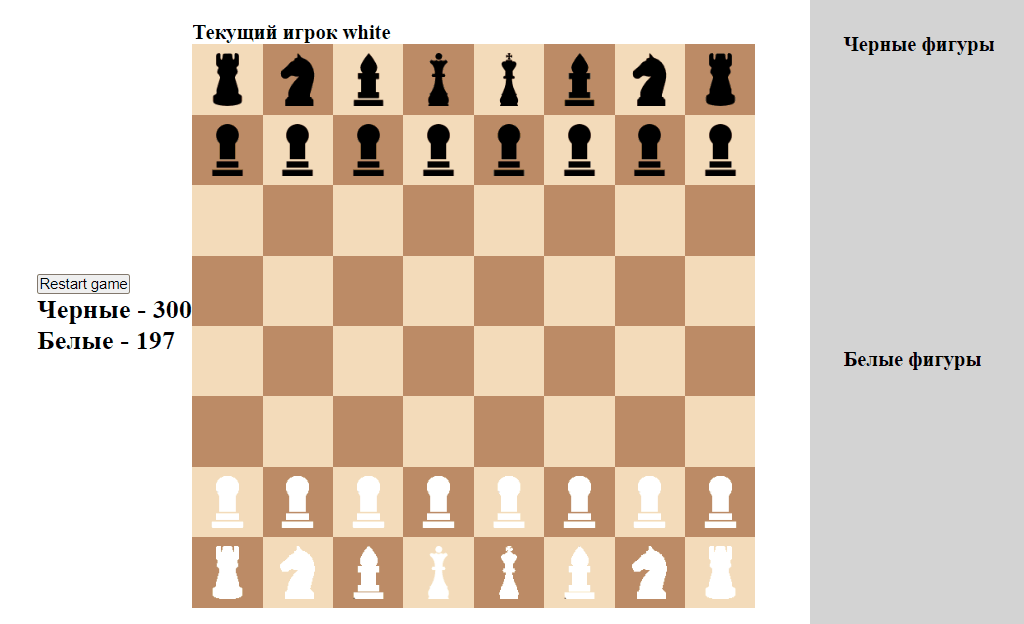 Текущий игрок white
Черные фигуры
Restart game
Черные - 300
Белые - 197
Белые фигуры